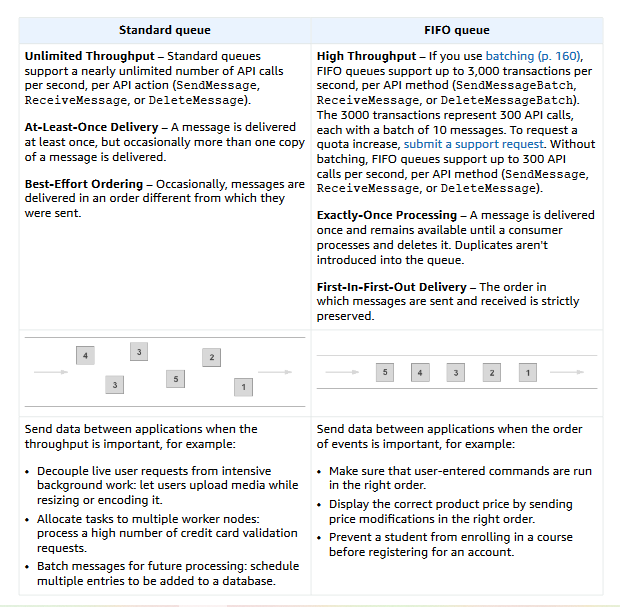 Standard queue
FIFO queue
Unlimited Throughput – Standard queues
support a nearly unlimited number of API calls
per second, per API action (SendMessage,
ReceiveMessage, or DeleteMessage).
At-Least-Once Delivery – A message is delivered
at least once, but occasionally more than one copy
of a message is delivered.
Best-Effort Ordering – Occasionally, messages are
delivered in an order different from which they
were sent.
High Throughput – If you use batching (p. 160),
FIFO queues support up to 3,000 transactions per
second, per API method (SendMessageBatch,
ReceiveMessage, or DeleteMessageBatch).
The 3000 transactions represent 300 API calls,
each with a batch of 10 messages. To request a
quota increase, submit a support request. Without
batching, FIFO queues support up to 300 API
calls per second, per API method (SendMessage,
ReceiveMessage, or DeleteMessage).
Exactly-Once Processing – A message is delivered
once and remains available until a consumer
processes and deletes it. Duplicates aren't
introduced into the queue.
First-In-First-Out Delivery – The order in
which messages are sent and received is strictly
preserved.
4 3 2
3 5 1
5 4 3 2 1
Send data between applications when the
throughput is important, for example:
• Decouple live user requests from intensive
background work: let users upload media while
resizing or encoding it.
• Allocate tasks to multiple worker nodes:
process a high number of credit card validation
requests.
• Batch messages for future processing: schedule
multiple entries to be added to a database.
Send data between applications when the order
of events is important, for example:
• Make sure that user-entered commands are run
in the right order.
• Display the correct product price by sending
price modifications in the right order.
• Prevent a student from enrolling in a course
before registering for an account.